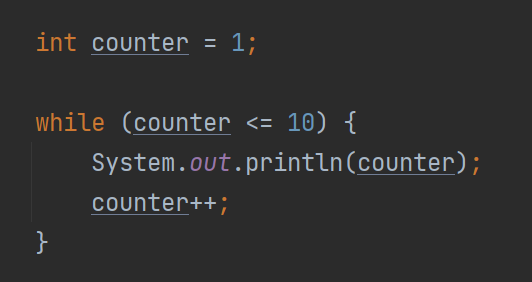 int counter = 1;
while (counter <= 10) {
System.out.println(counter);
counter++;
}